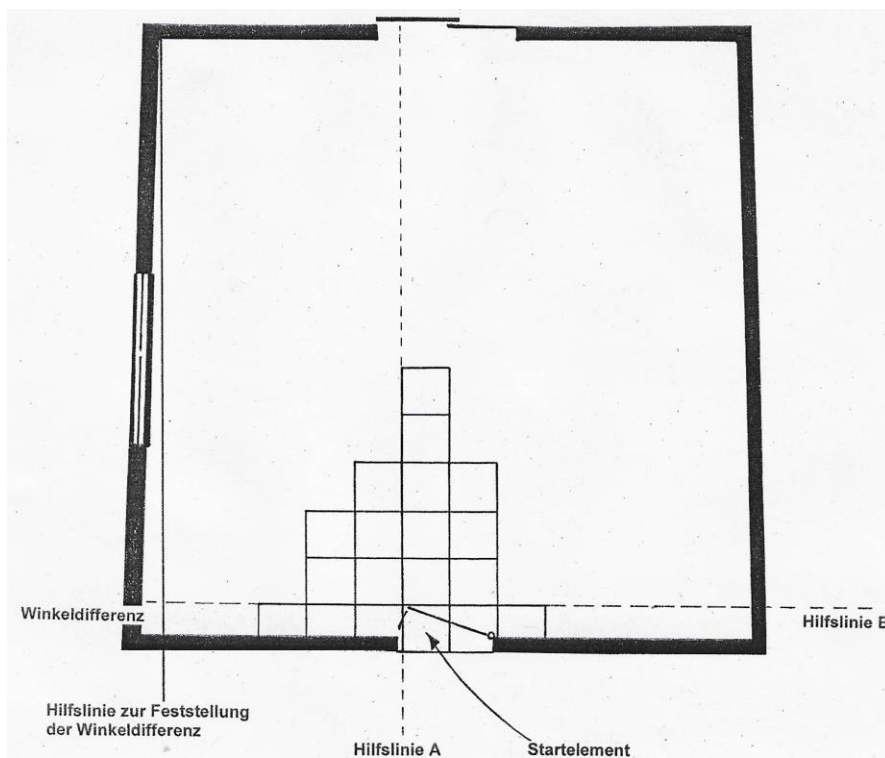 Winkeldifferenz
Hilfslinie B
Hilfslinie zur Feststellung
der Winkeldifferenz
Hilfslinie A
Startelement